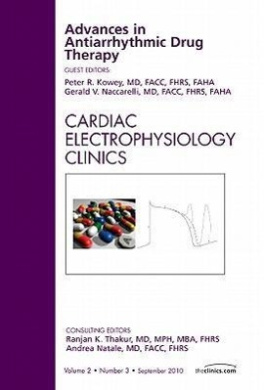 Advances in
Antiarrhythmic Drug
Therapy
GUEST EDITORS
Peter R. Kowey, MD, FACC, FHRS, FAHA
Gerald V. Naccarelli, MD, FACC, FHRS, FAHA
CARDIAC
ELECTROPHYSIOLOGY
CLINICS
CONSULTING EDITORS
Ranjan K. Thakur, MD, MPH, MBA, FHRS
Andrea Natale, MD, FACC, FHRS
Volume 2 • Number 3 • September 2010
theclinics.com